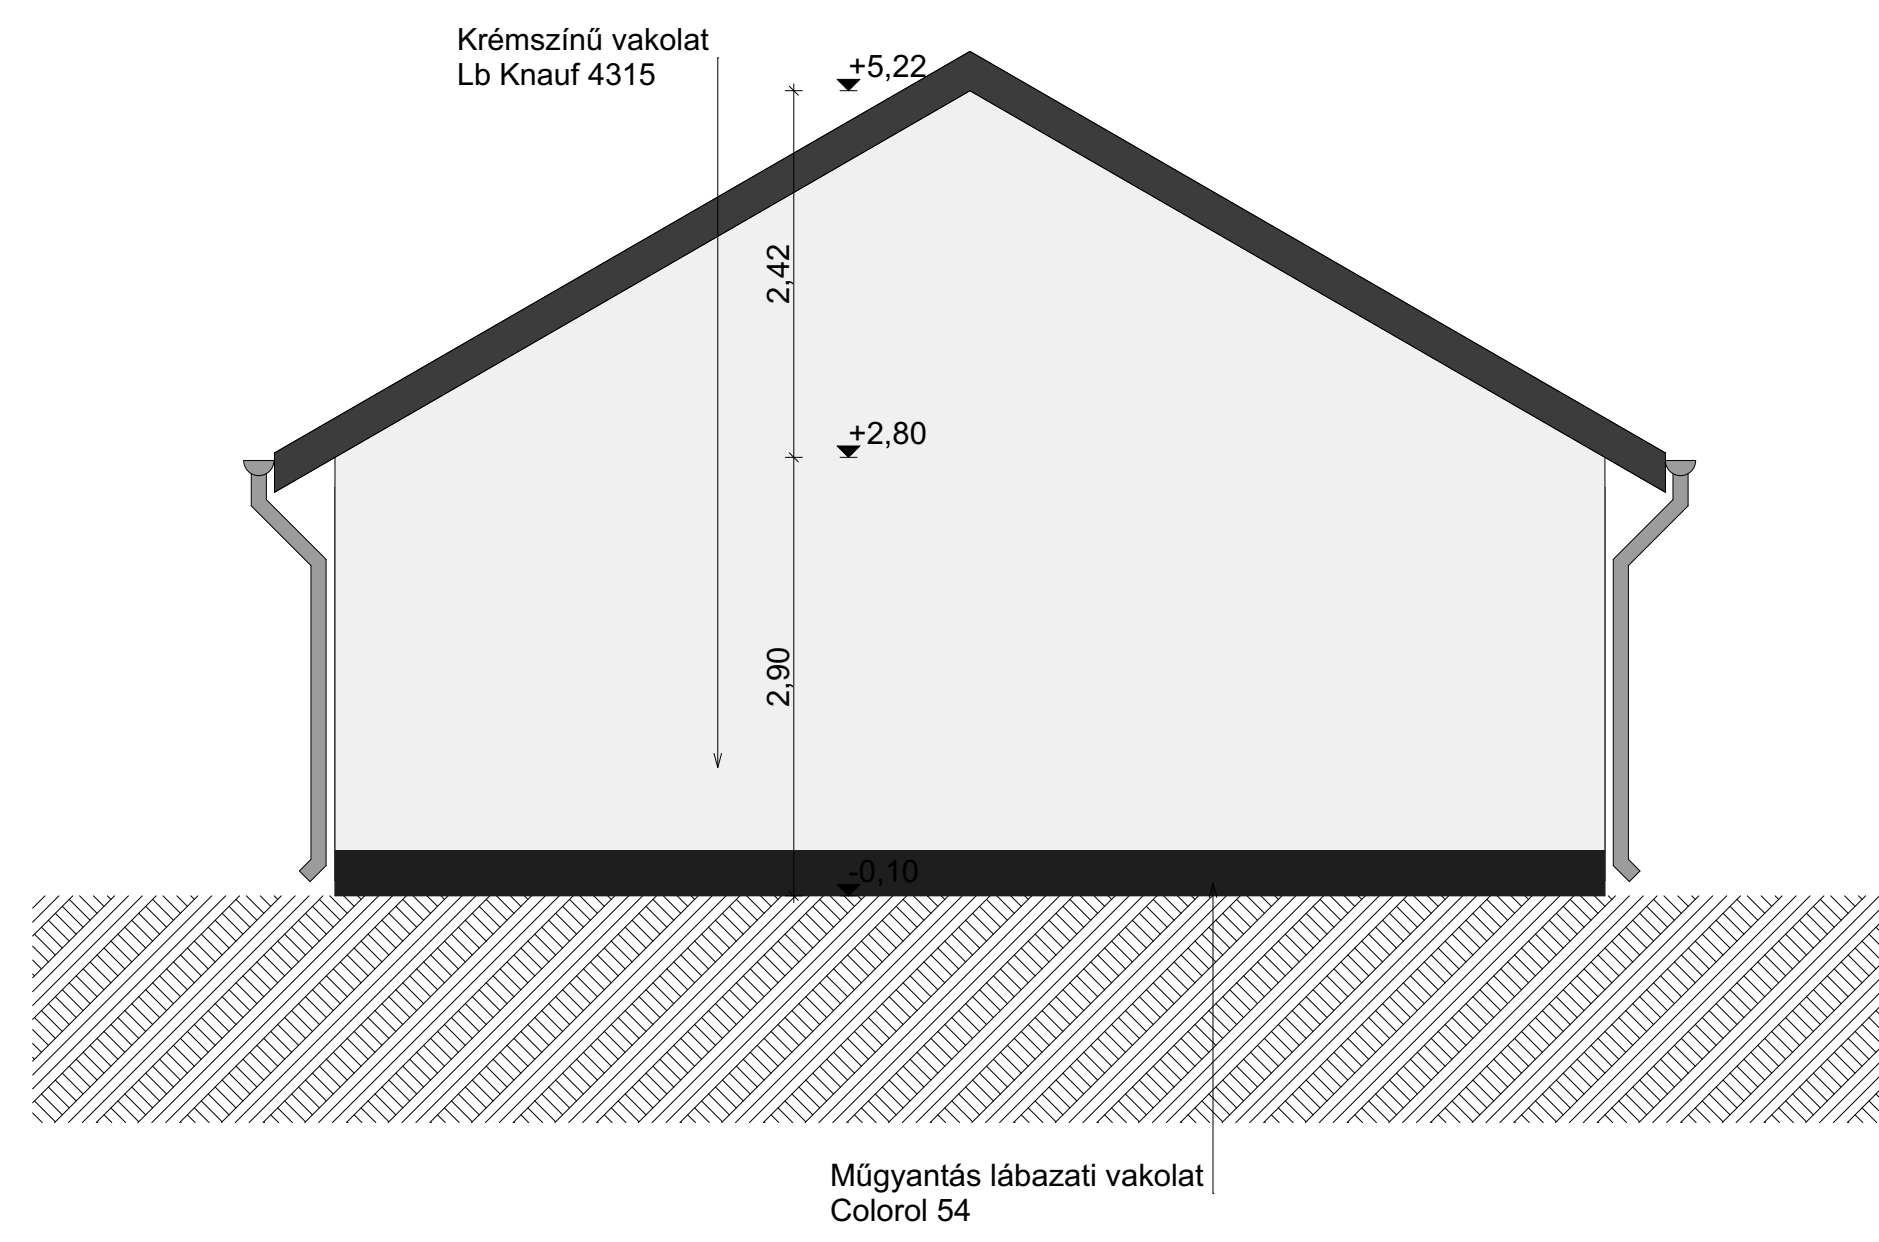 Krémszínű vakolat
Lb Knauf 4315
+5,22
2,42
+2,80
2,90
-0,10
Műgyantás lábazati vakolat
Colorol 54